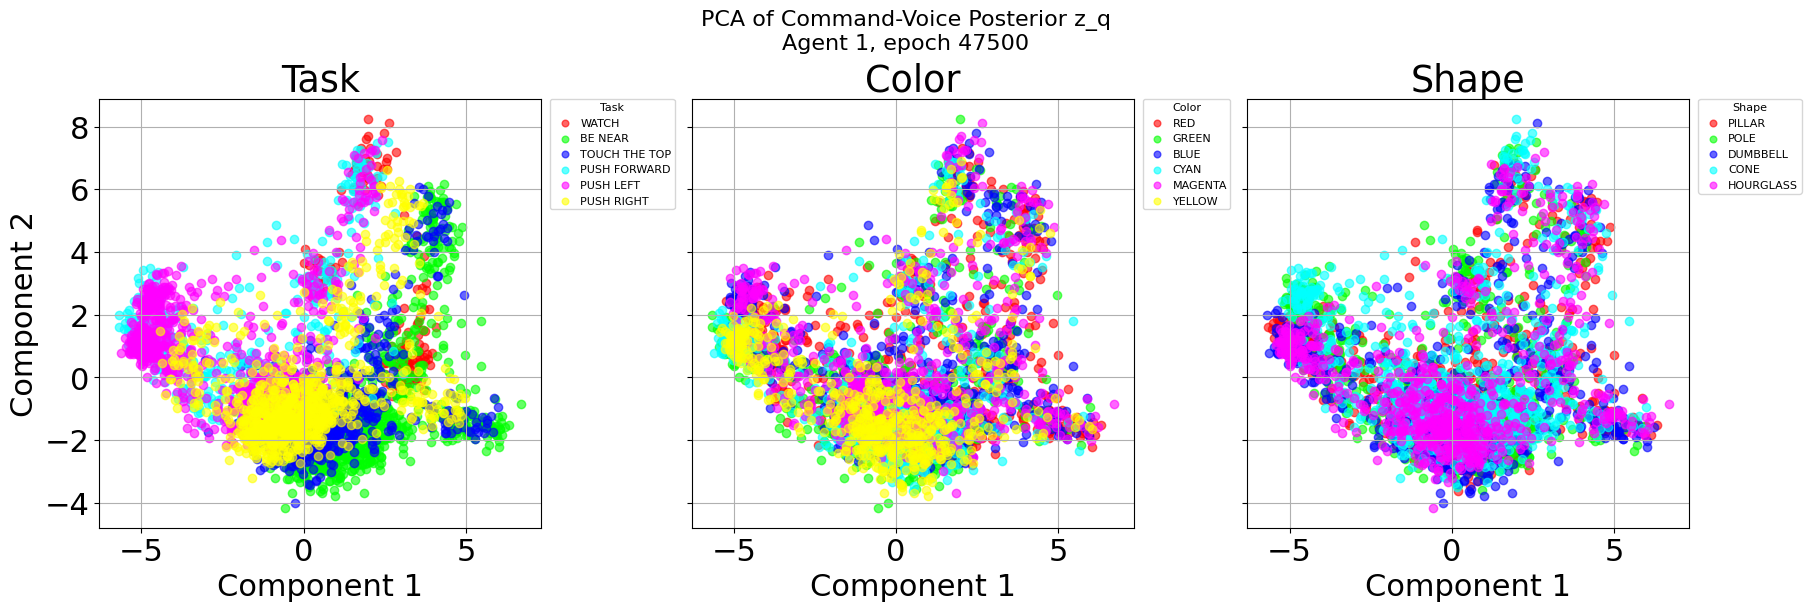 PCA of Command-Voice Posterior z_q
Agent 1, epoch 47500
Task
Color
Shape
Task
WATCH
BE NEAR
TOUCH THE TOP
PUSH FORWARD
PUSH LEFT
PUSH RIGHT
Color
RED
GREEN
BLUE
CYAN
MAGENTA
YELLOW
Shape
PILLAR
POLE
DUMBBELL
CONE
HOURGLASS
Component 2
8
6
4
2
0
−2
−4
−5 0 5
−5 0 5
−5 0 5
Component 1
Component 1
Component 1